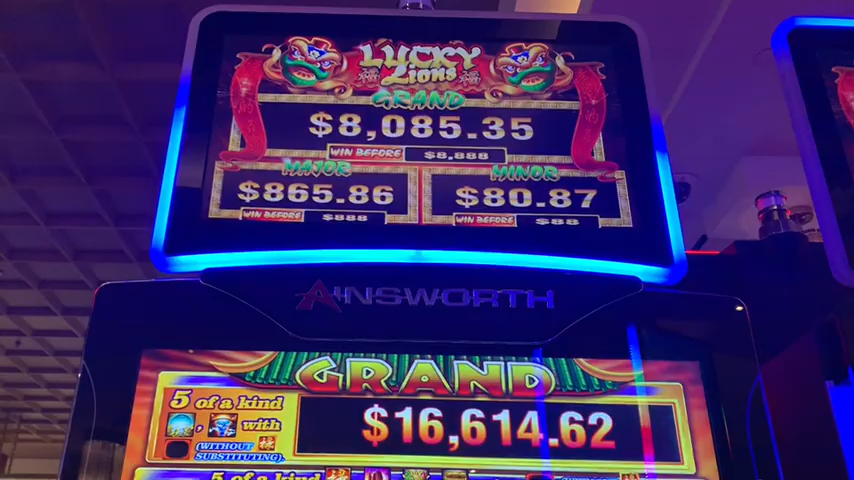 LUCKY
Lions
GRAND
$8,085.35
WIN BEFORE $8,888
MAJOR
$865.86
WIN BEFORE $888
MINOR
$80.87
WIN BEFORE $88
AINSWORTH
GRAND
5 of a kind
, with
(WITHOUT
SUBSTITUTING)
$16,614.62
5 of a kind